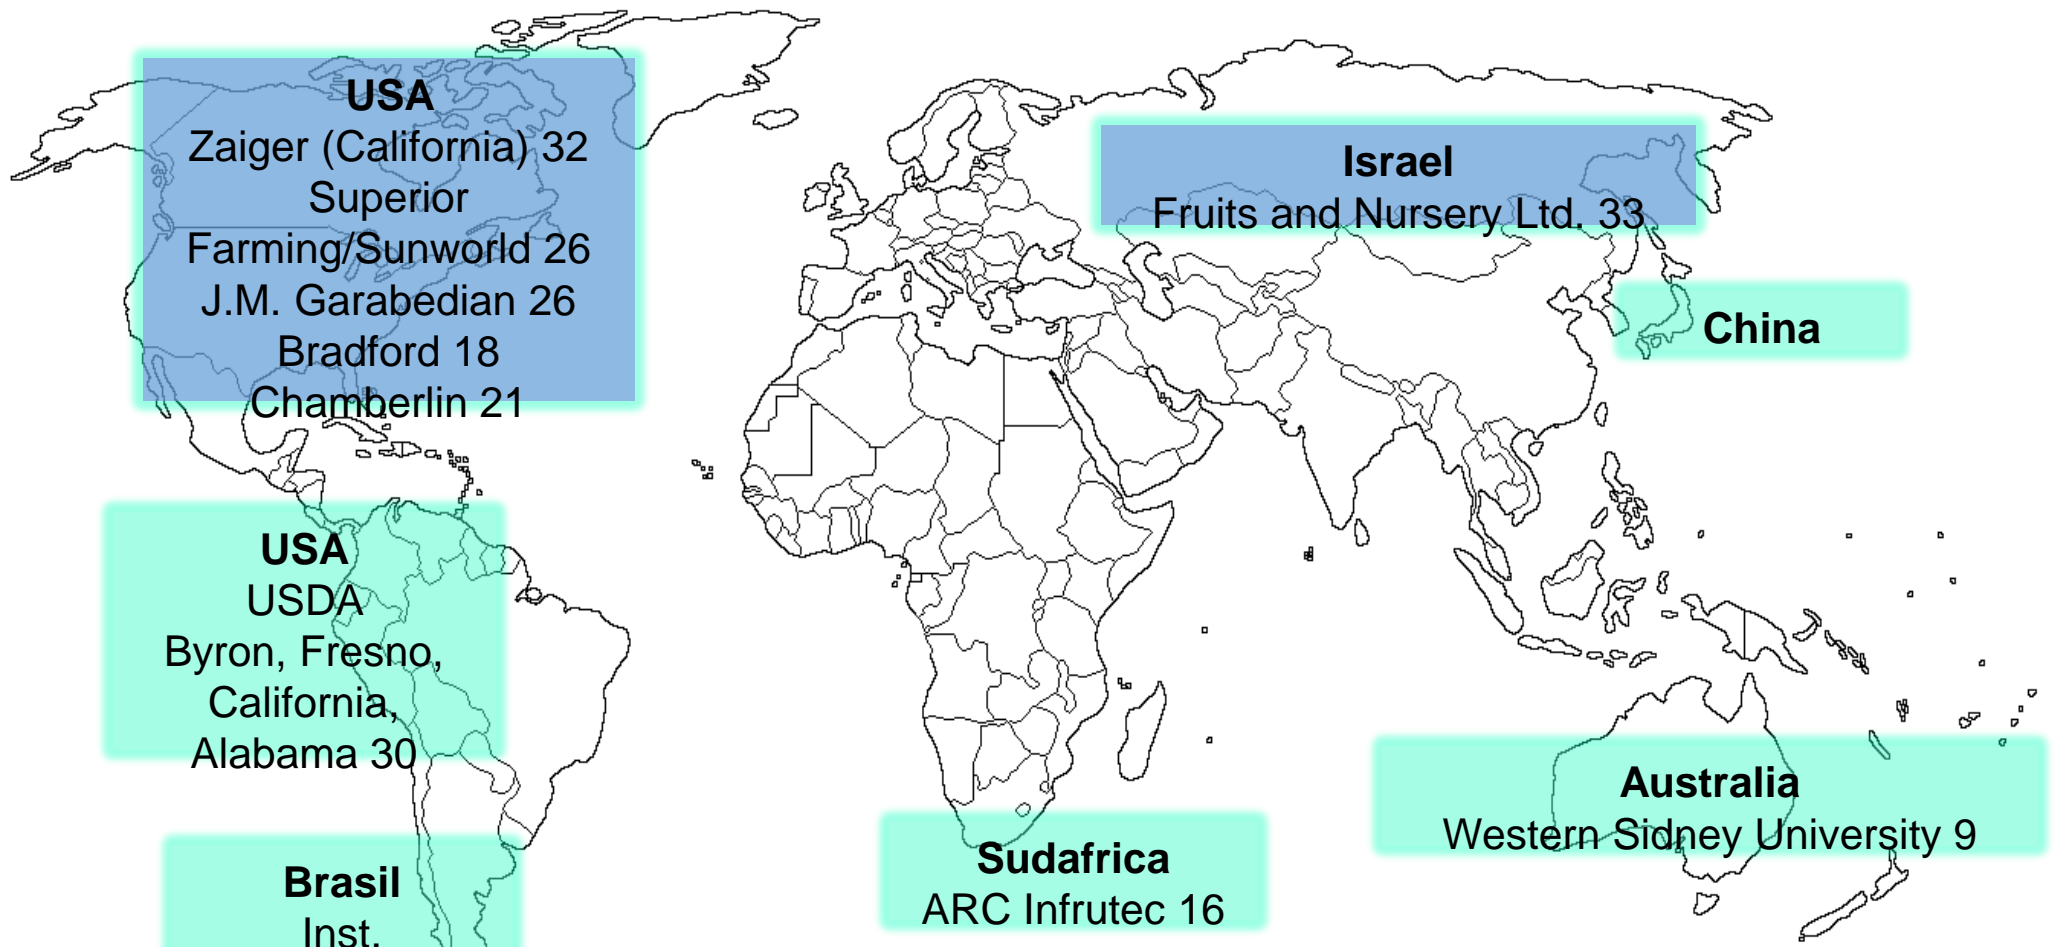 USA
Zaiger (California) 32
Superior
Farming/Sunworld 26
J.M. Garabedian 26
Bradford 18
Chamberlin 21
Israel
Fruits and Nursery Ltd. 33
China
USA
USDA
Byron, Fresno,
California,
Alabama 30
Australia
Western Sidney University 9
Sudafrica
ARC Infrutec 16
Brasil
Inst.